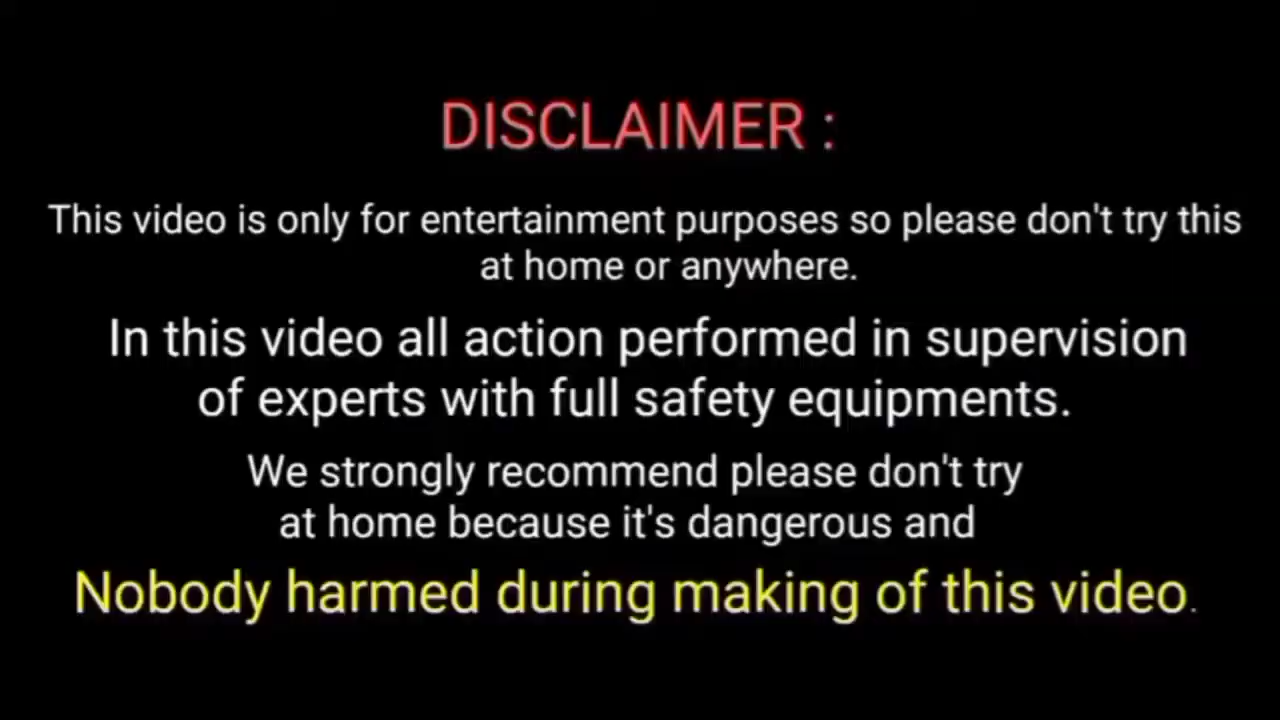 DISCLAIMER :
This video is only for entertainment purposes so please don't try this
at home or anywhere.
In this video all action performed in supervision
of experts with full safety equipments.
We strongly recommend please don't try
at home because it's dangerous and
Nobody harmed during making of this video.